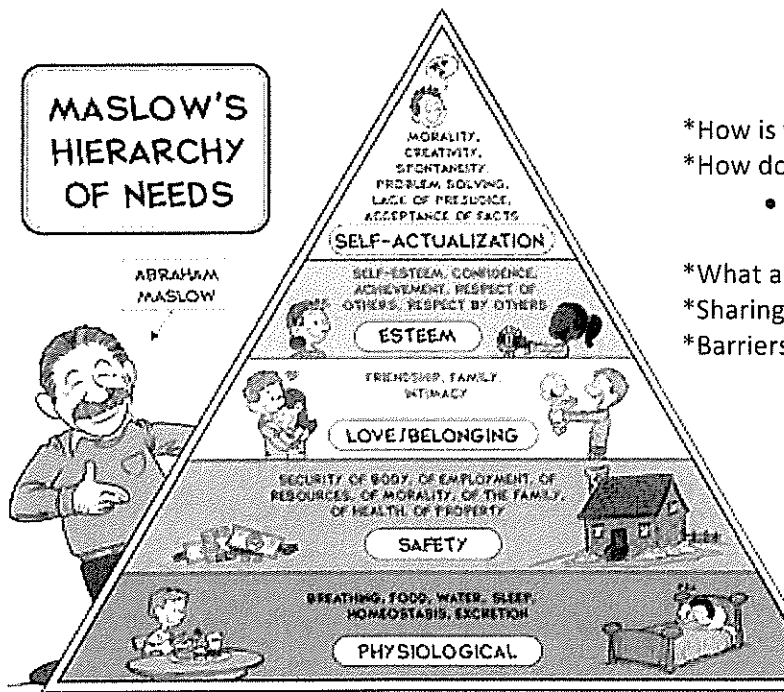 MASLOW'S
HIERARCHY
OF NEEDS
ABRAHAM
MASLOW
MORALITY,
CREATIVITY,
SPONTANEITY,
PROBLEM SOLVING,
LACK OF PREJUDICE,
ACCEPTANCE OF FACTS
SELF-ACTUALIZATION
SELF-ESTEEM, CONFIDENCE,
ACHIEVEMENT, RESPECT OF
OTHERS, RESPECT BY OTHERS
ESTEEM
FRIENDSHIP, FAMILY,
INTIMACY
LOVE/BELONGING
SECURITY OF BODY, OF EMPLOYMENT, OF
RESOURCES, OF MORALITY, OF THE FAMILY,
OF HEALTH, OF PROPERTY
SAFETY
BREATHING, FOOD, WATER, SLEEP,
HOMEOSTASIS, EXCRETION
PHYSIOLOGICAL
*How is
*How do
•
*What a
*Sharing
*Barriers